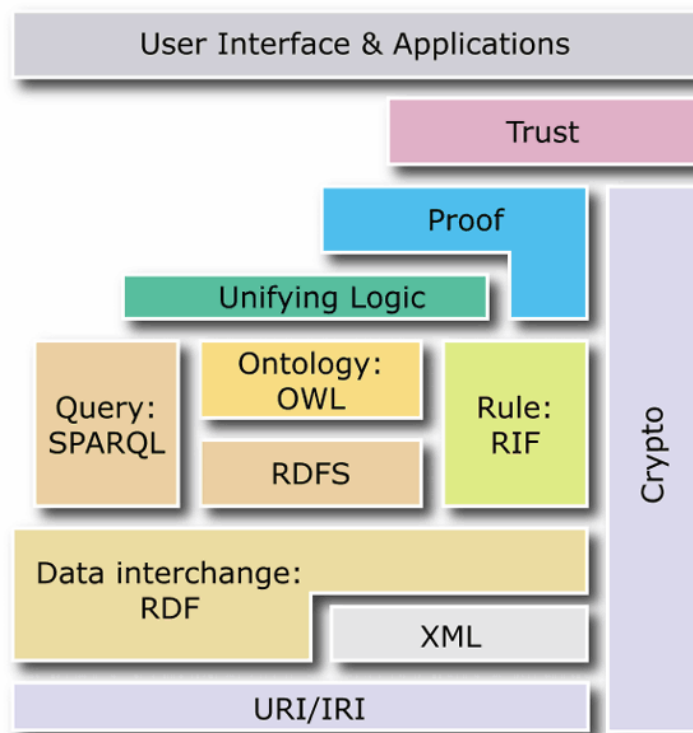 User Interface & Applications
Trust
Proof
Unifying Logic
Query:
SPARQL
Ontology:
OWL
RDFS
Rule:
RIF
Crypto
Data interchange:
RDF
XML
URI/IRI